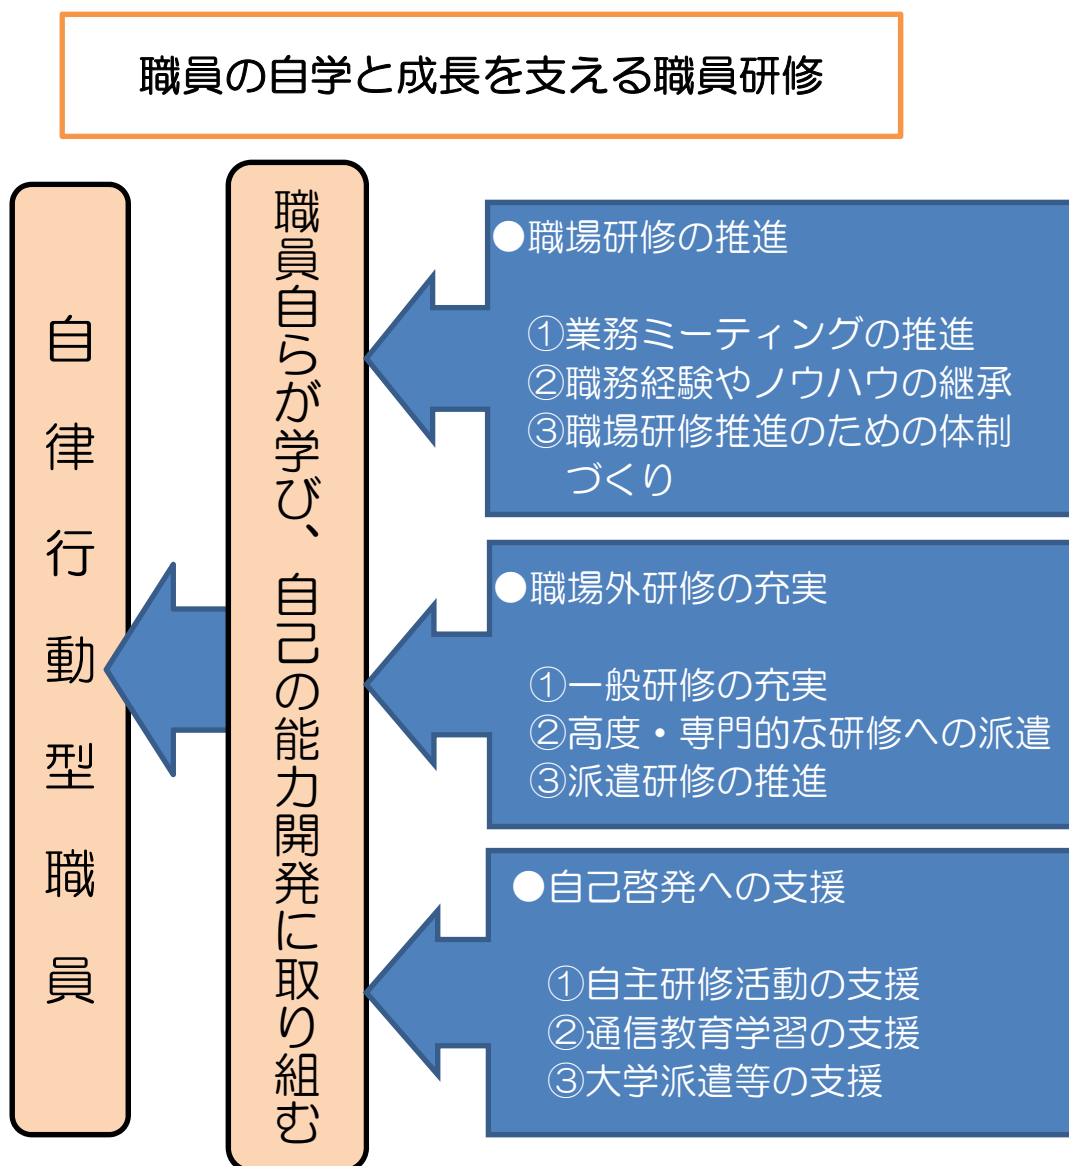 職員の自学と成長を支える職員研修
自律行動型職員
職員自らが学び、自己の能力開発に取り組む
●職場研修の推進
①業務ミーティングの推進
②職務経験やノウハウの継承
③職場研修推進のための体制
づくり
●職場外研修の充実
①一般研修の充実
②高度・専門的な研修への派遣
③派遣研修の推進
●自己啓発への支援
①自主研修活動の支援
②通信教育学習の支援
③大学派遣等の支援